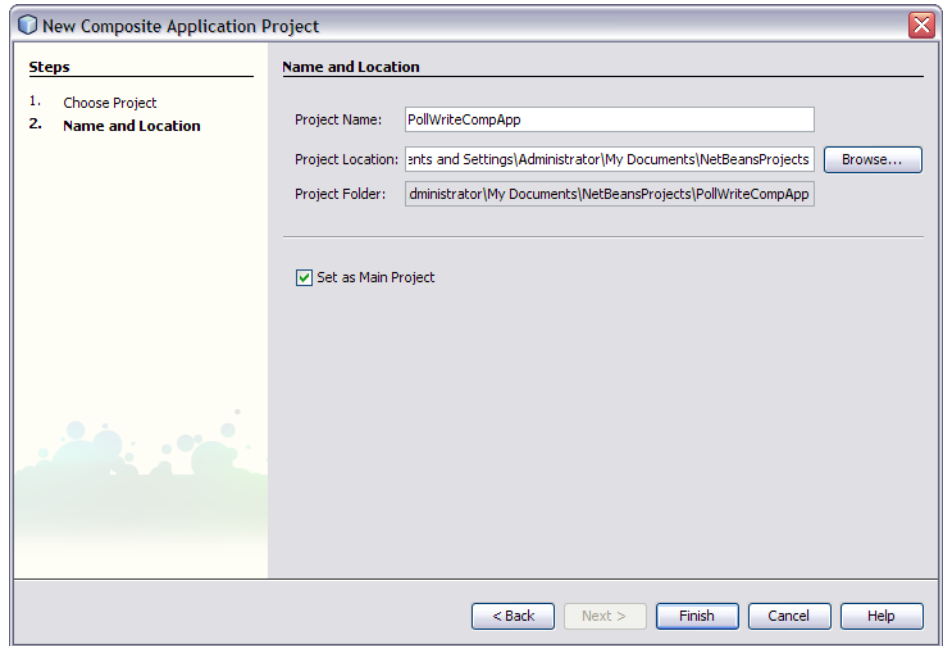 New Composite Application Project
Steps
1. Choose Project
2. Name and Location
Name and Location
Project Name: PollWriteCompApp
Project Location: ents and Settings\Administrator\My Documents\NetBeansProjects Browse...
Project Folder: dministrator\My Documents\NetBeansProjects\PollWriteCompApp
Set as Main Project
< Back Next > Finish Cancel Help